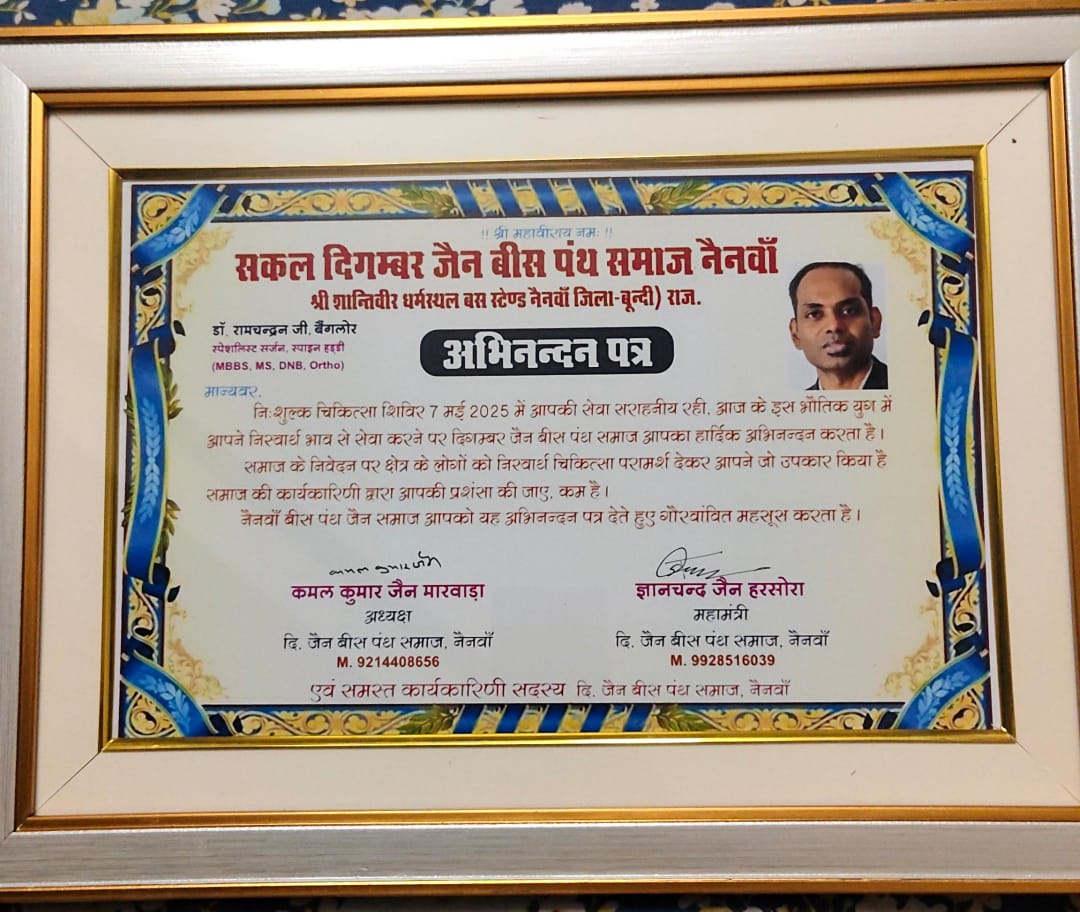 !! श्री महावीराय नमः !!
सकल दिगम्बर जैन बीस पंथ समाज नैनवाँ
श्री शान्तिवीर धर्मस्थल बस स्टेण्ड नैनवाँ जिला-बून्दी) राज.
डॉ. रामचन्द्रन जी, बैंगलोर
स्पेशलिस्ट सर्जन, स्पाइन हड्डी
(MBBS, MS, DNB, Ortho)
अभिनन्दन पत्र
मान्यवर,
निःशुल्क चिकित्सा शिविर 7 मई 2025 में आपकी सेवा सराहनीय रही, आज के इस भौतिक युग में
आपने निस्वार्थ भाव से सेवा करने पर दिगम्बर जैन बीस पंथ समाज आपका हार्दिक अभिनन्दन करता है।
समाज के निवेदन पर क्षेत्र के लोगों को निस्वार्थ चिकित्सा परामर्श देकर आपने जो उपकार किया है
समाज की कार्यकारिणी द्वारा आपकी प्रशंसा की जाए, कम है।
नैनवाँ बीस पंथ जैन समाज आपको यह अभिनन्दन पत्र देते हुए गौरवांवित महसूस करता है।
कमल कुमार जैन
कमल कुमार जैन मारवाड़ा
अध्यक्ष
दि. जैन बीस पंथ समाज, नैनवाँ
M. 9214408656
ज्ञानचन्द जैन हरसोरा
महामंत्री
दि. जैन बीस पंथ समाज, नैनवाँ
M. 9928516039
एवं समस्त कार्यकारिणी सदस्य दि. जैन बीस पंथ समाज, नैनवाँ